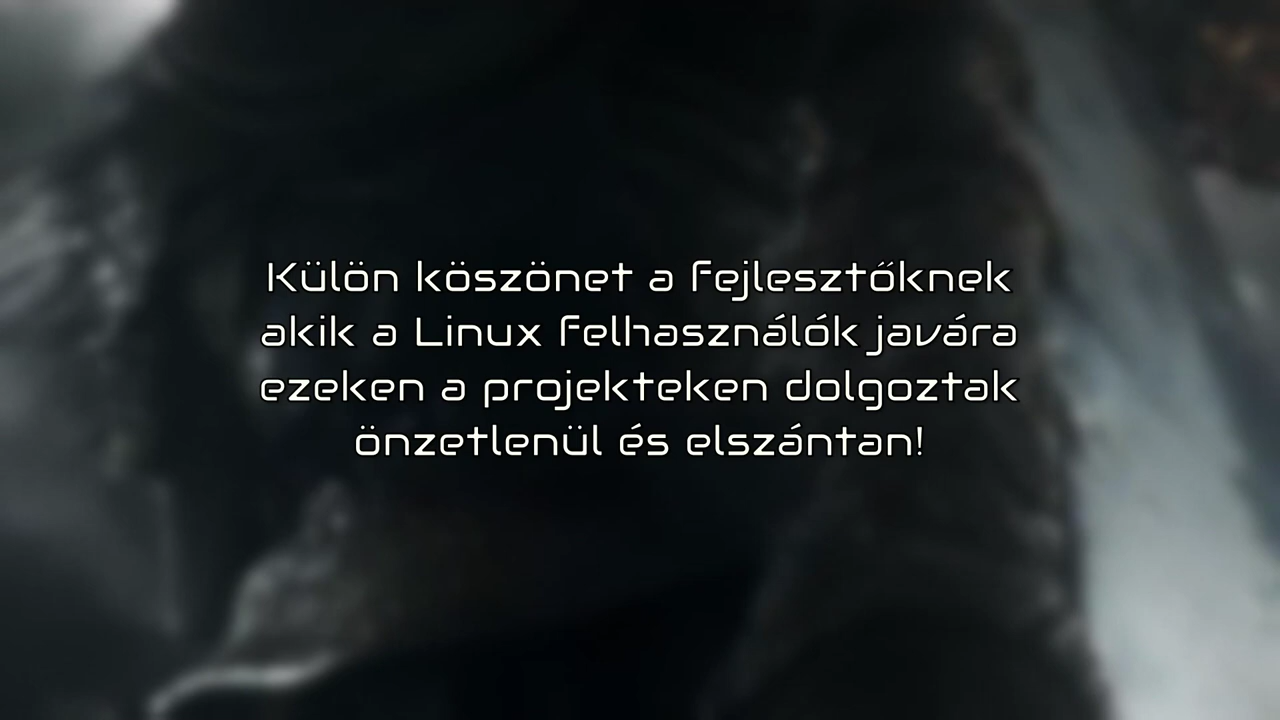 Külön köszönet a fejlesztőknek
akik a Linux felhasználók javára
ezeken a projekteken dolgoztak
önzetlenül és elszántan!